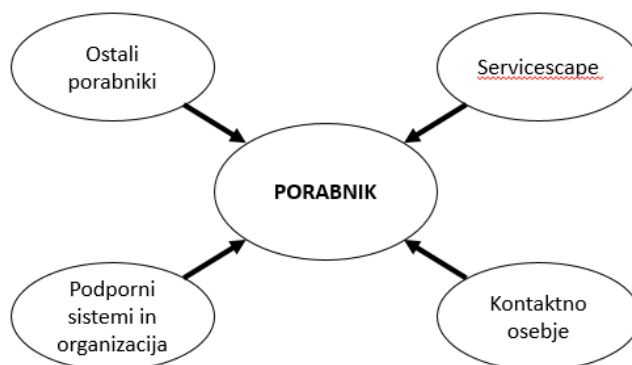 Ostali
porabniki
Servicescape
PORABNIK
Podporni
sistemi in
organizacija
Kontaktno
osebje